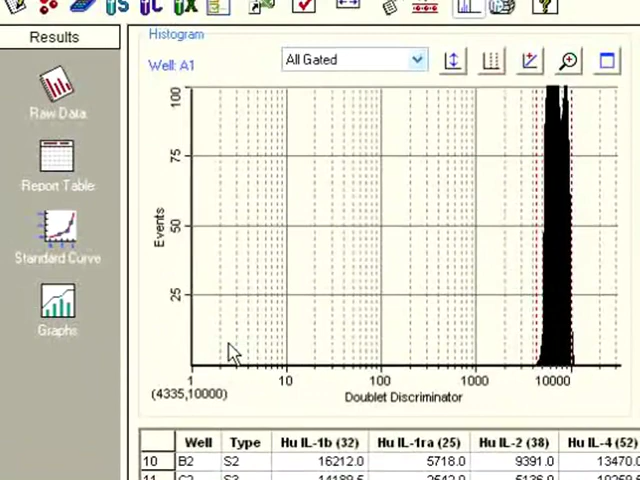 Results
Histogram
Well: A1
All Gated
Raw Data
Report Table
Standard Curve
Graphs
Events
100
75
50
25
1 10 100 1000 10000
(4335,10000)
Doublet Discriminator
Well Type Hu IL-1b (32) Hu IL-1ra (25) Hu IL-2 (38) Hu IL-4 (52)
10 B2 S2 16212.0 5718.0 9391.0 13470.0